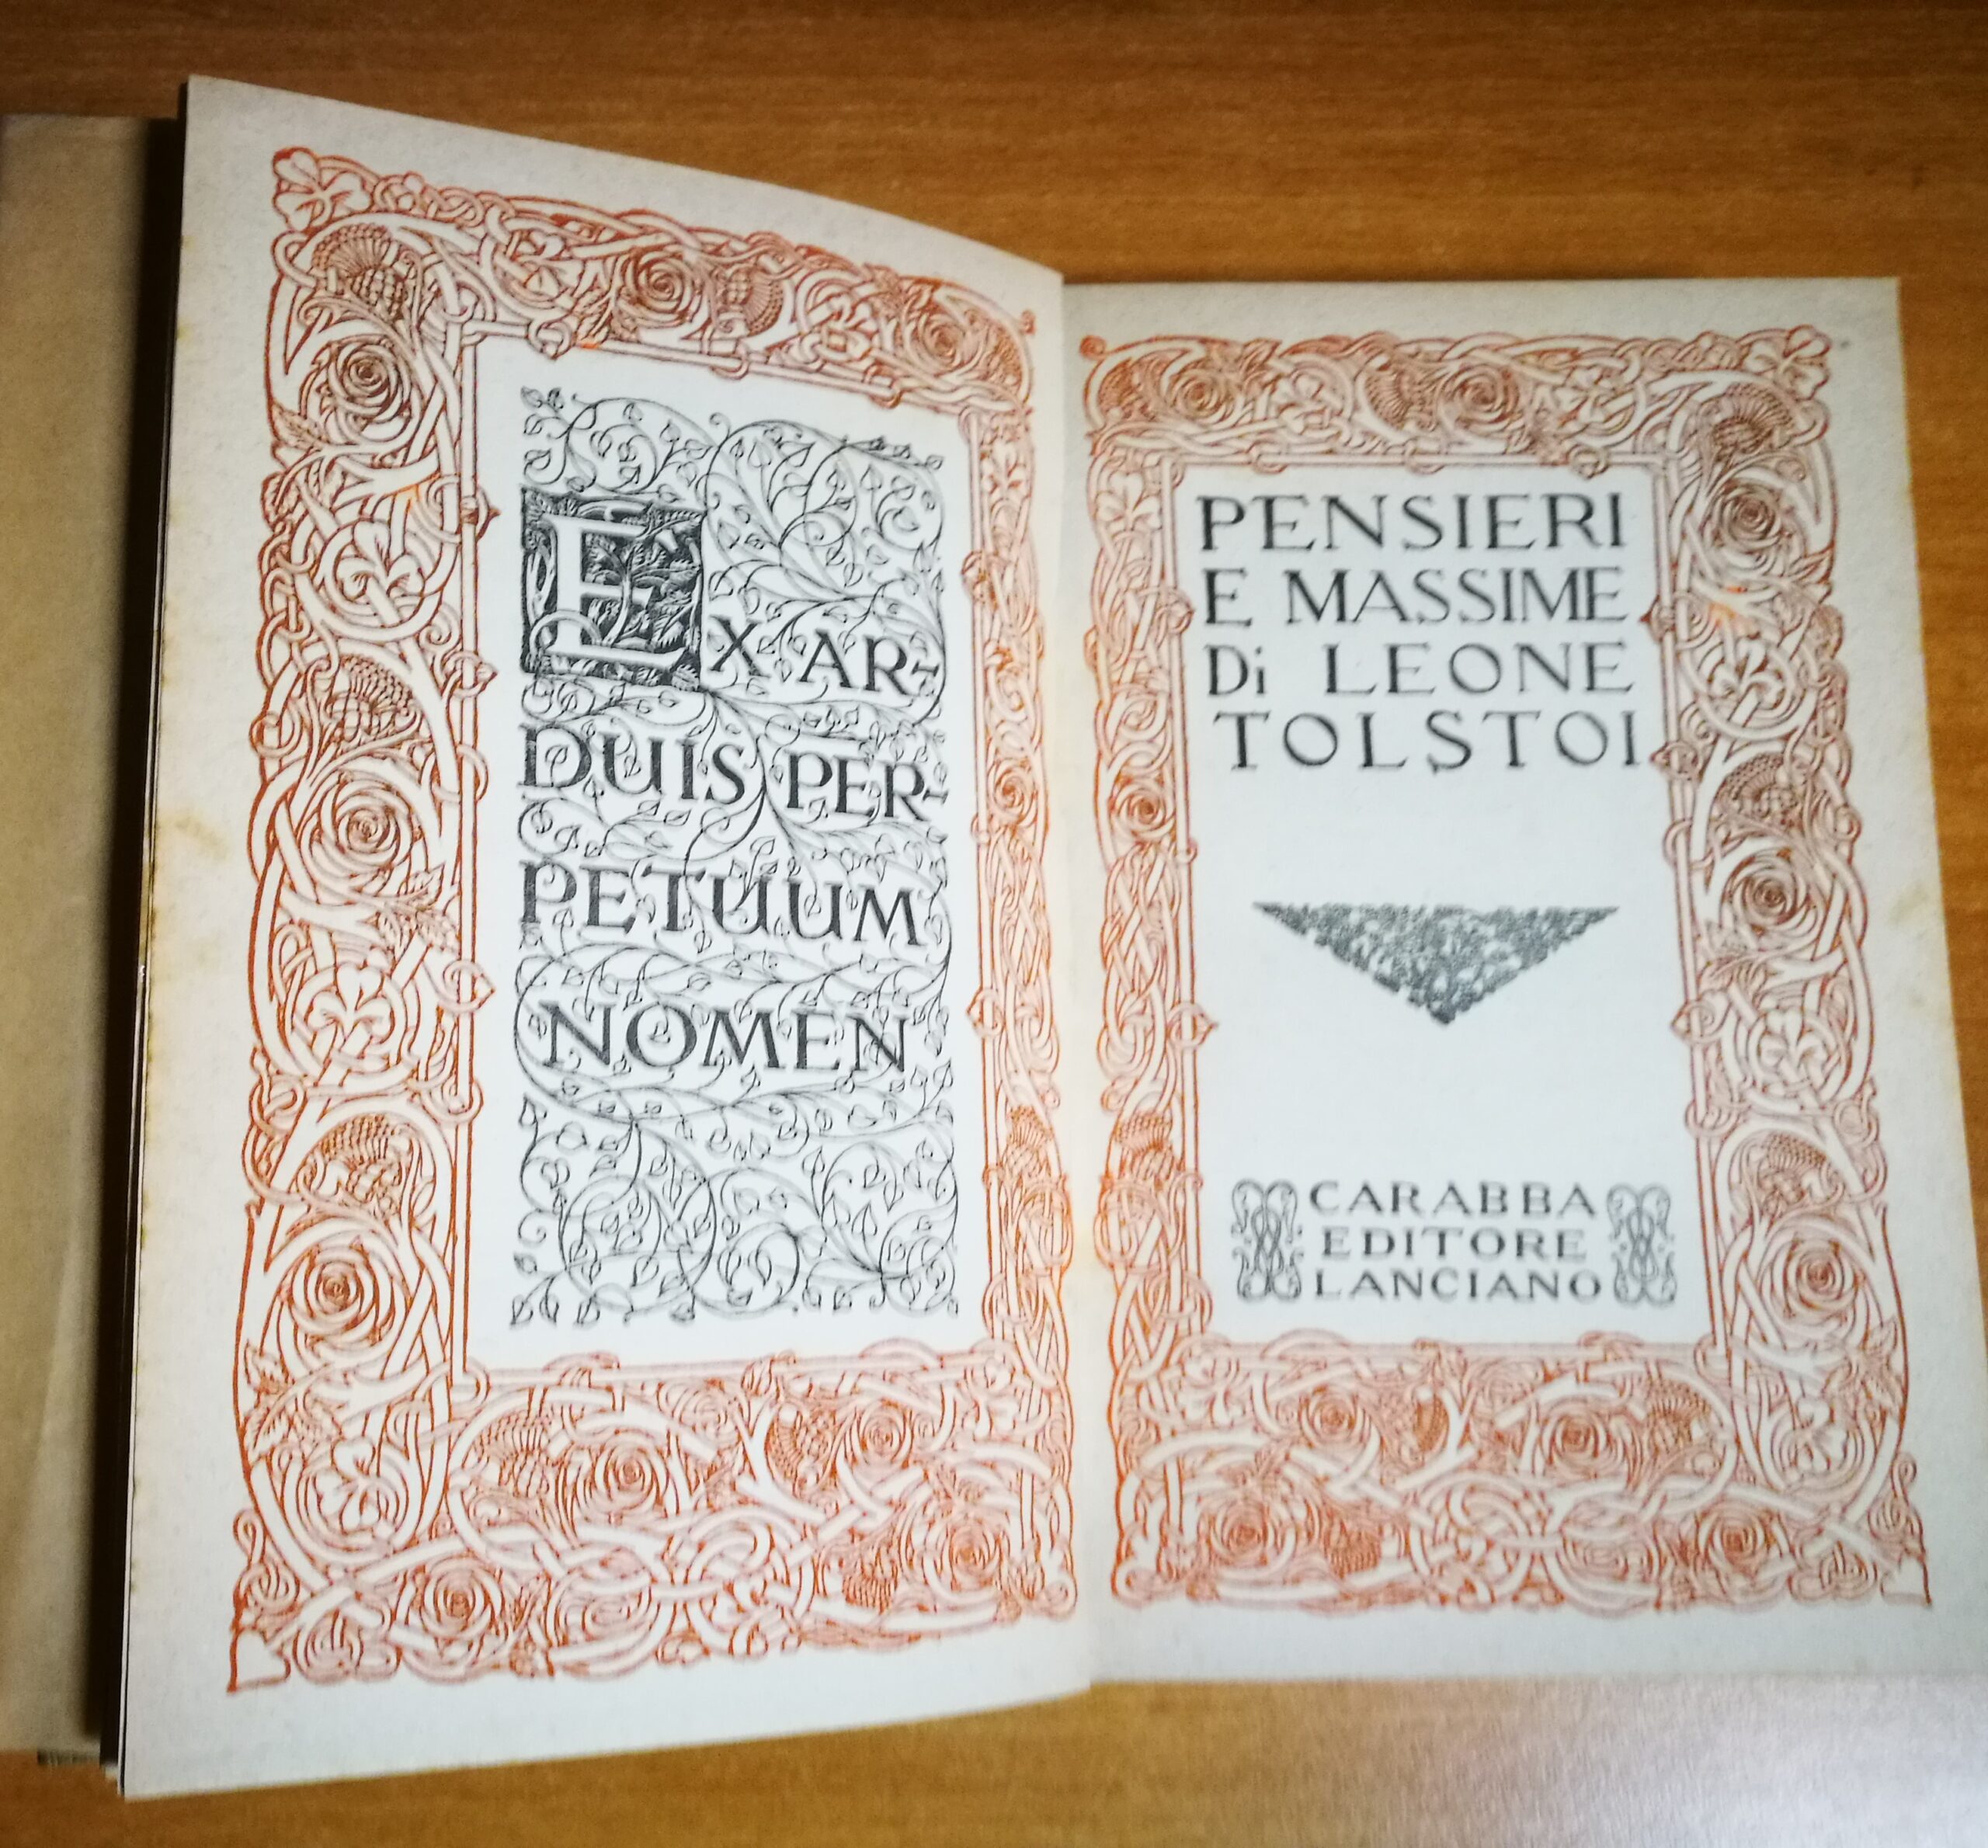 EX AR-
DUIS PER-
PETUUM
NOMEN
PENSIERI
E MASSIME
Di LEONE
TOLSTOI
CARABBA
EDITORE
LANCIANO